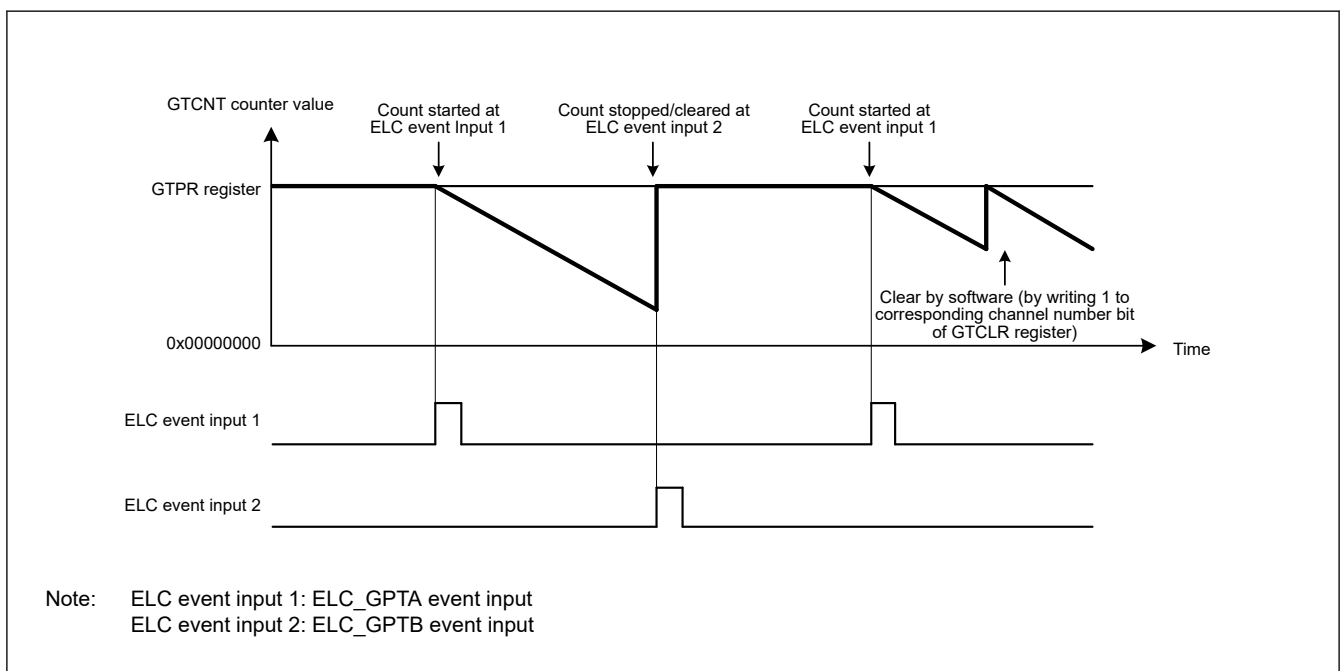 GTCNT counter value
Count started at
ELC event Input 1
Count stopped/cleared at
ELC event input 2
Count started at
ELC event input 1
GTPR register
Clear by software (by writing 1 to
corresponding channel number bit
of GTCLR register)
0x00000000
Time
ELC event input 1
ELC event input 2
Note: ELC event input 1: ELC_GPTA event input
ELC event input 2: ELC_GPTB event input